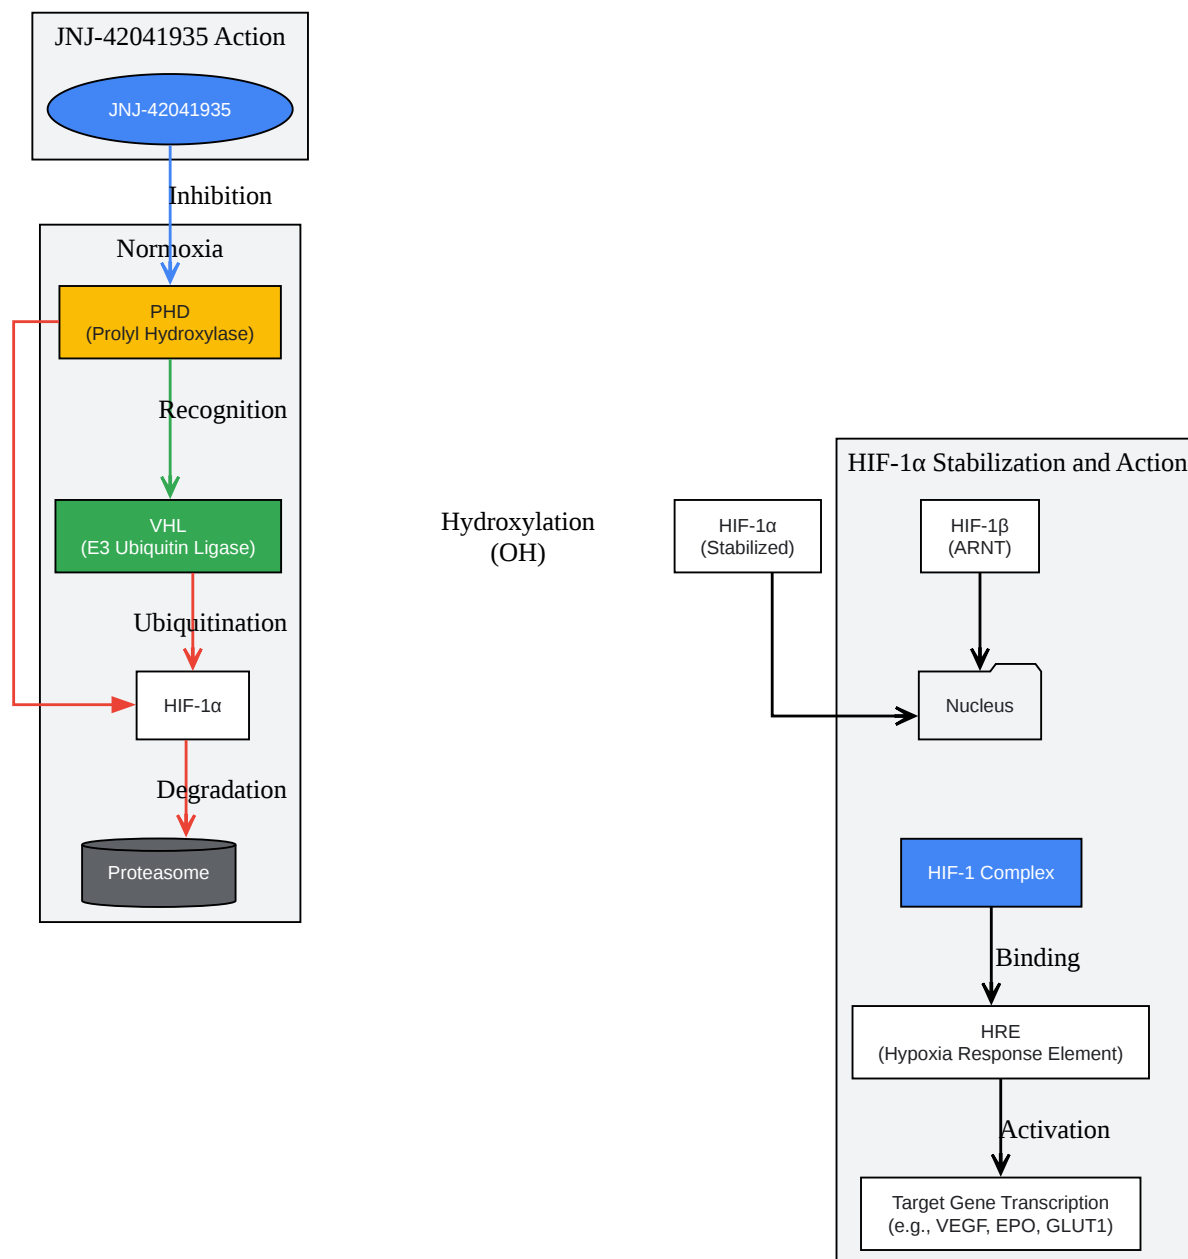 JNJ-42041935 Action
JNJ-42041935
Inhibition
Normoxia
PHD
(Prolyl Hydroxylase)
Recognition
VHL
(E3 Ubiquitin Ligase)
Ubiquitination
HIF-1α
Degradation
Proteasome
Hydroxylation
(OH)
HIF-1α Stabilization and Action
HIF-1α
(Stabilized)
HIF-1β
(ARNT)
Nucleus
HIF-1 Complex
Binding
HRE
(Hypoxia Response Element)
Activation
Target Gene Transcription
(e.g., VEGF, EPO, GLUT1)